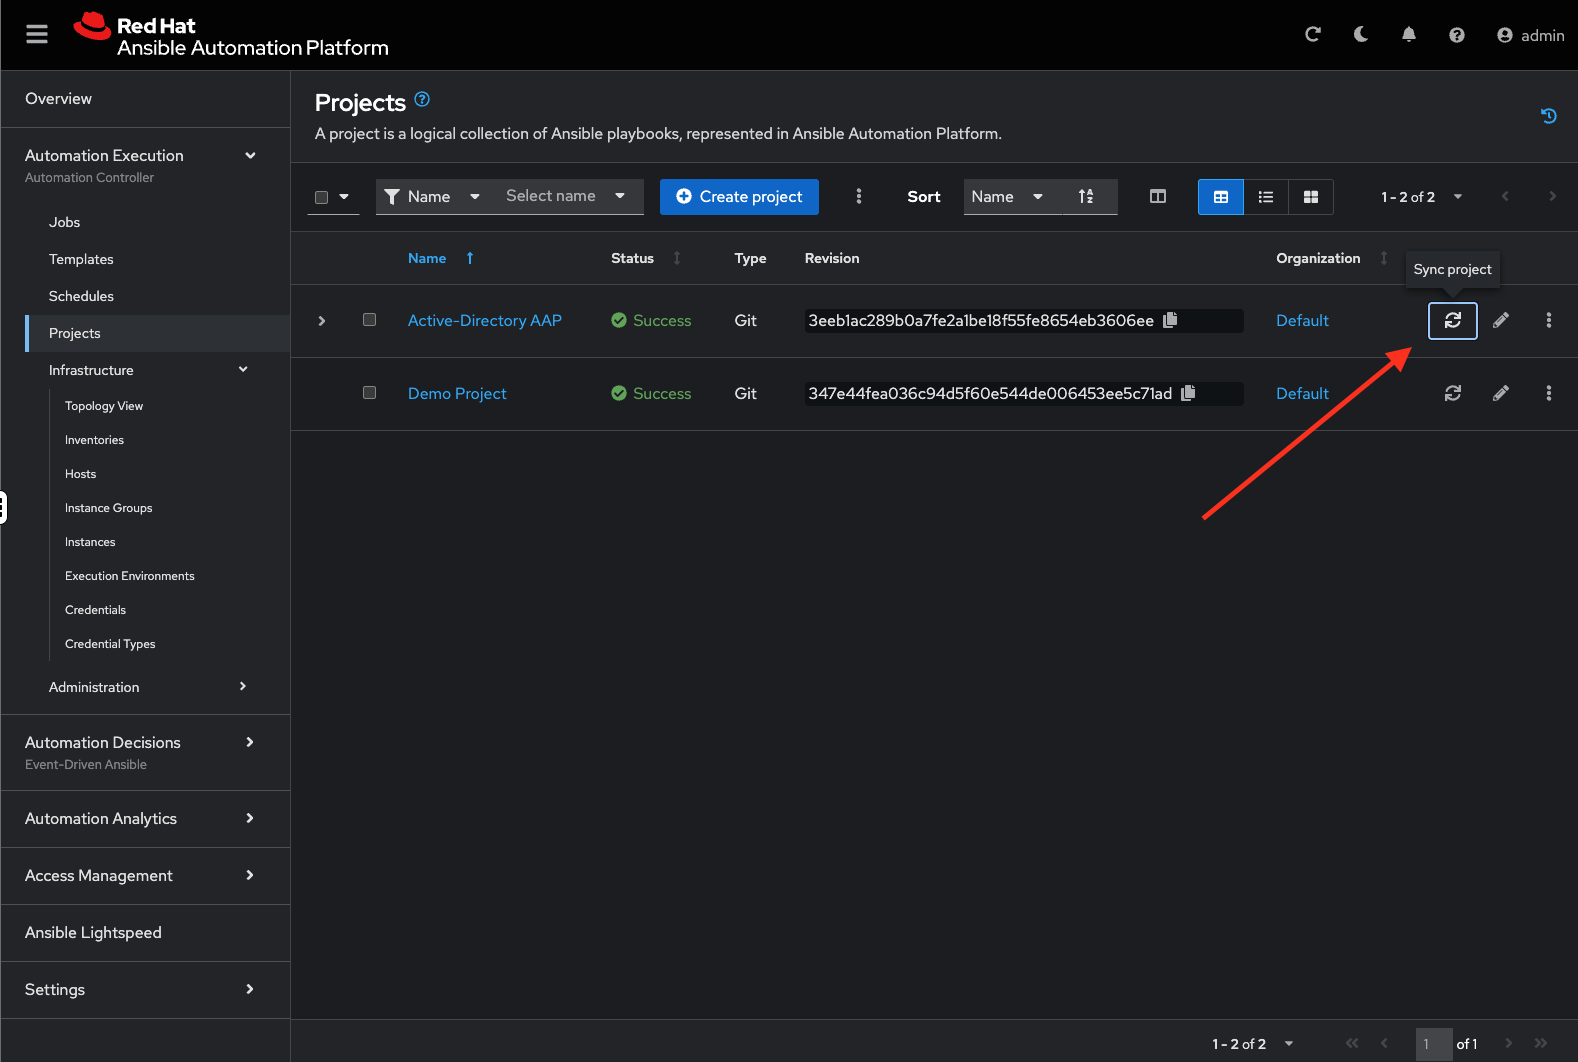 Red Hat
Ansible Automation Platform
admin
Overview
Automation Execution
Automation Controller
Jobs
Templates
Schedules
Projects
Infrastructure
Topology View
Inventories
Hosts
Instance Groups
Instances
Execution Environments
Credentials
Credential Types
Administration
Automation Decisions
Event-Driven Ansible
Automation Analytics
Access Management
Ansible Lightspeed
Settings
Projects
A project is a logical collection of Ansible playbooks, represented in Ansible Automation Platform.
Name Select name Create project Sort Name 1 - 2 of 2
Name Status Type Revision Organization
Sync project
Active-Directory AAP Success Git 3eeb1ac289b0a7fe2a1be18f55fe8654eb3606ee Default
Demo Project Success Git 347e44fea036c94d5f60e544de006453ee5c71ad Default
1 - 2 of 2 1 of 1